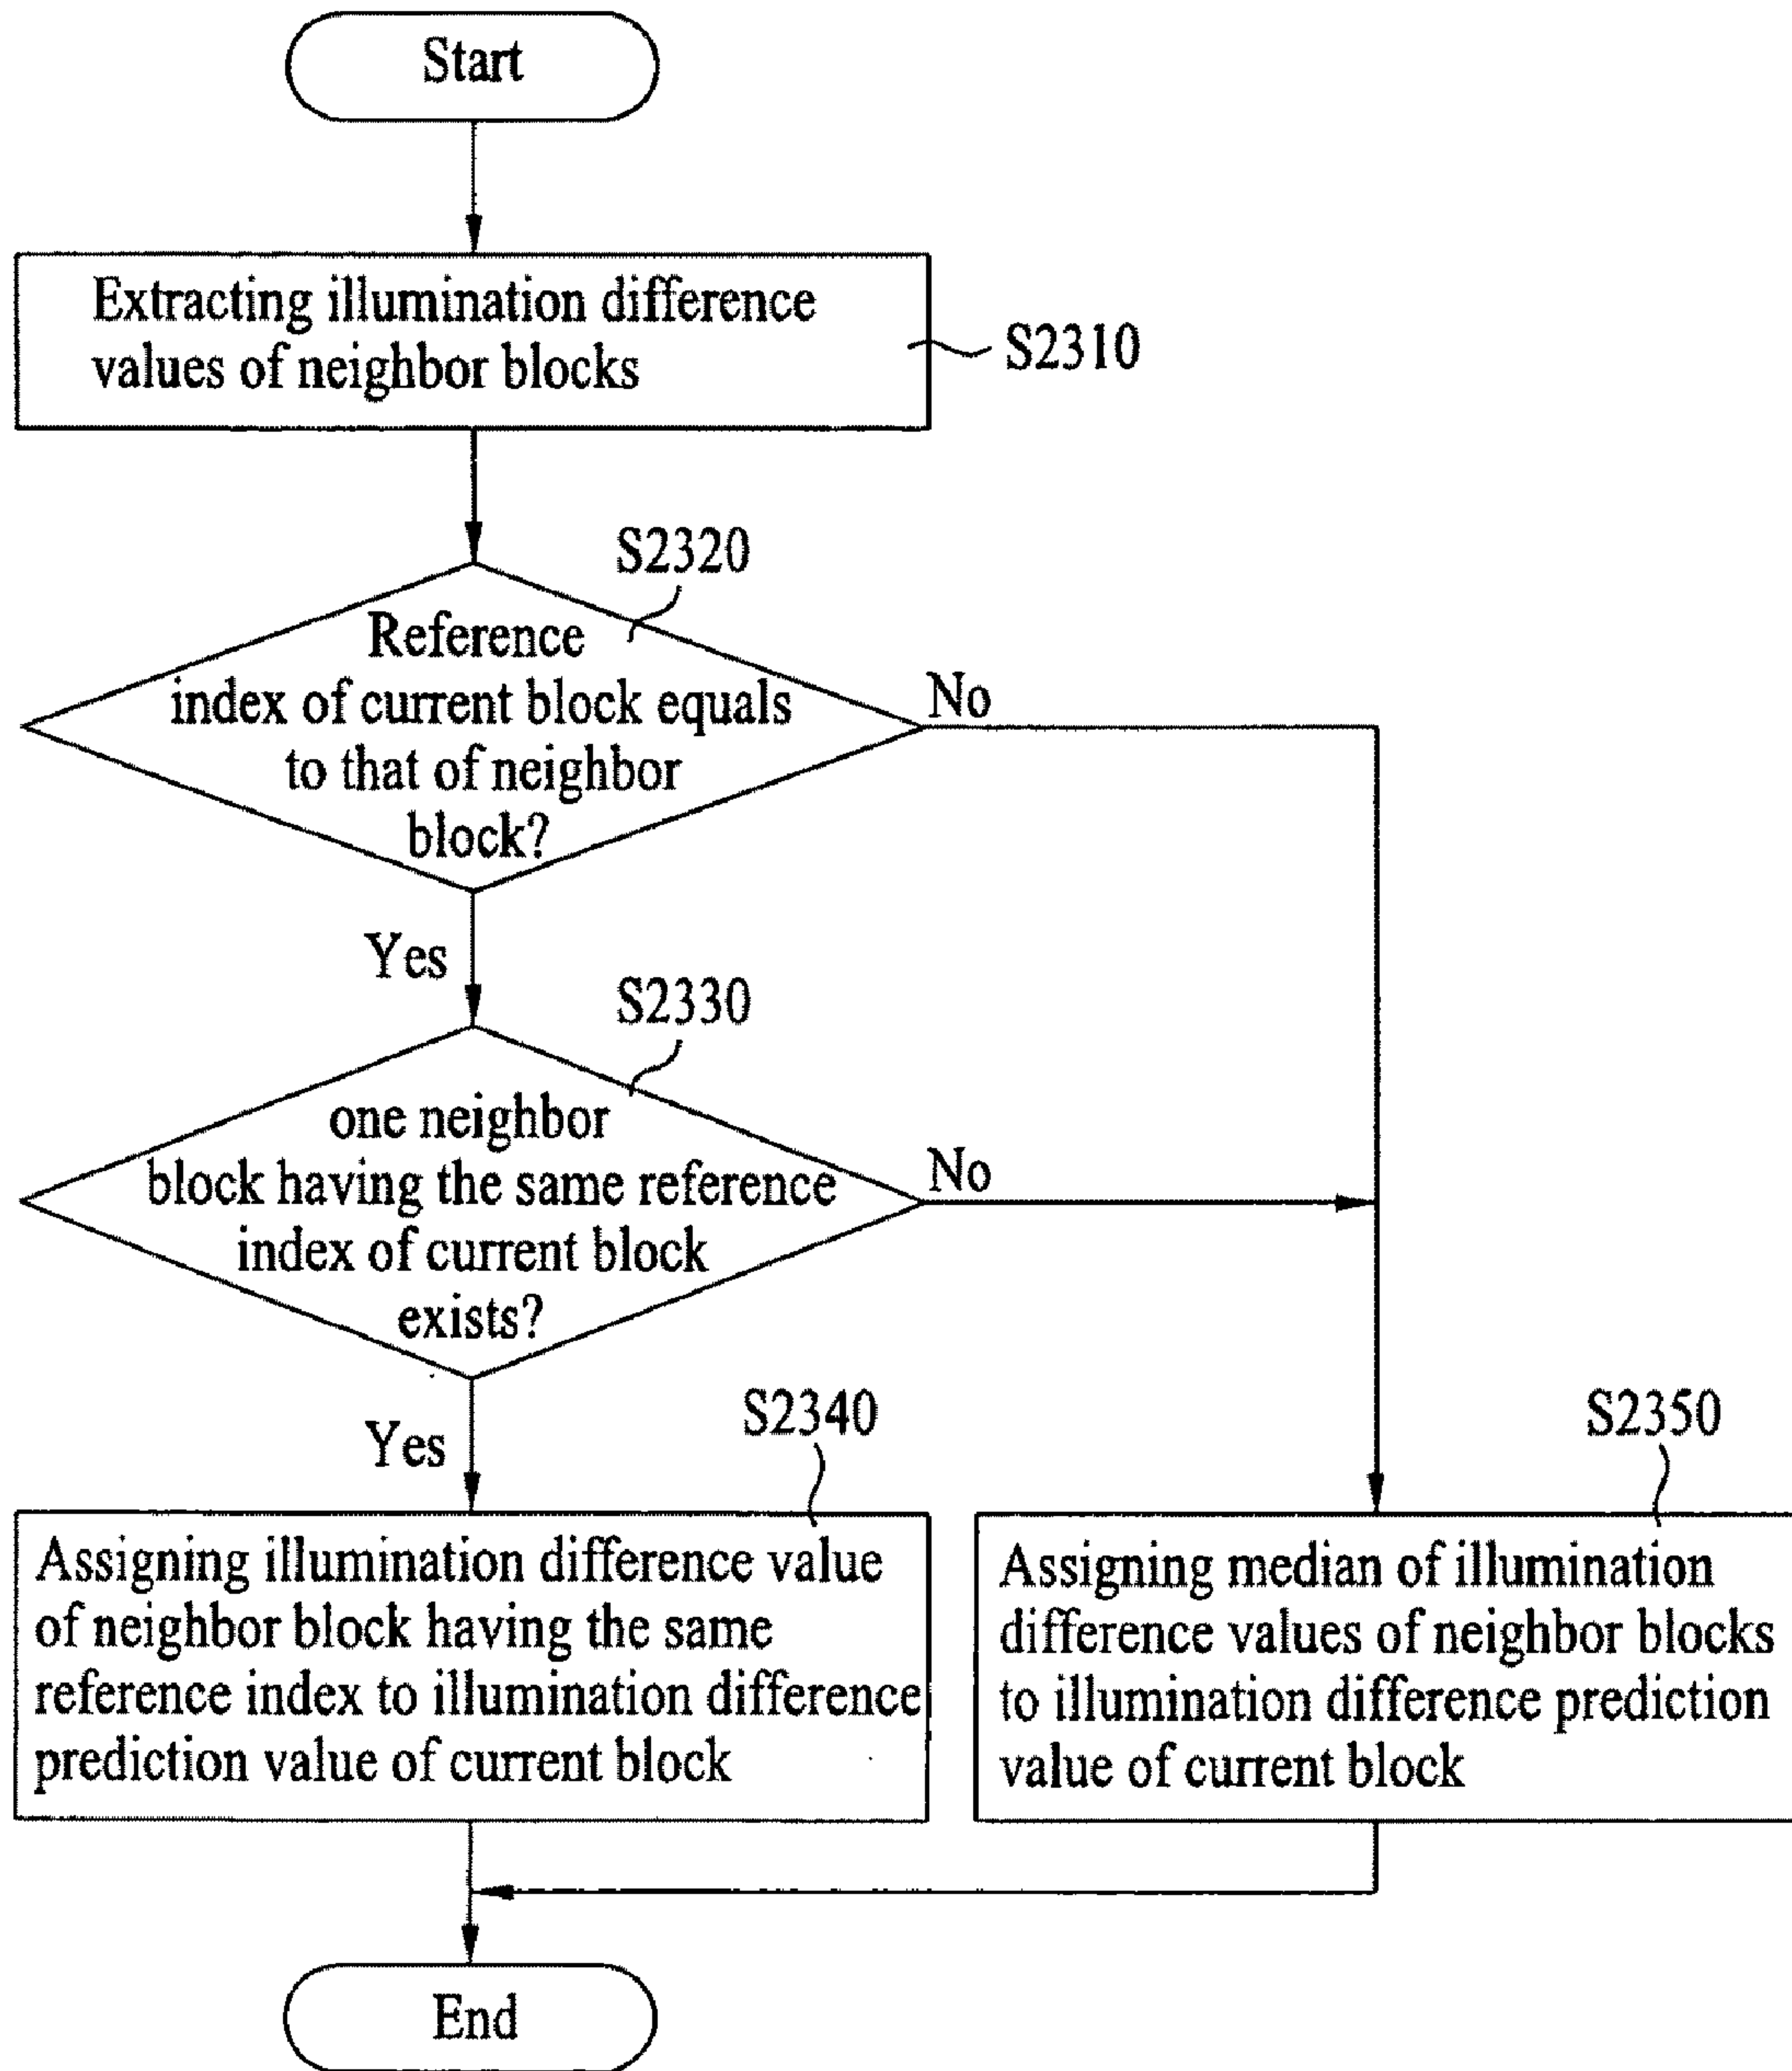 Start
Extracting illumination difference
values of neighbor blocks
S2310
S2320
Reference
index of current block equals
to that of neighbor
block?
No
Yes
S2330
one neighbor
block having the same reference
index of current block
exists?
No
Yes
S2340
Assigning illumination difference value
of neighbor block having the same
reference index to illumination difference
prediction value of current block
S2350
Assigning median of illumination
difference values of neighbor blocks
to illumination difference prediction
value of current block
End